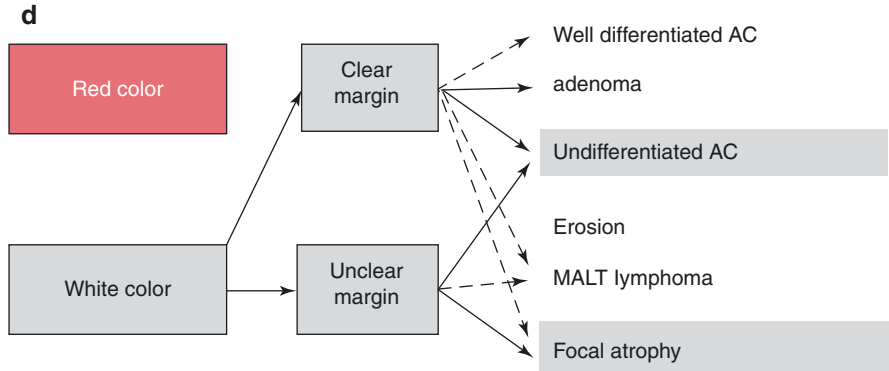 d
Red color
Clear
margin
Well differentiated AC
adenoma
Undifferentiated AC
Erosion
White color
Unclear
margin
MALT lymphoma
Focal atrophy